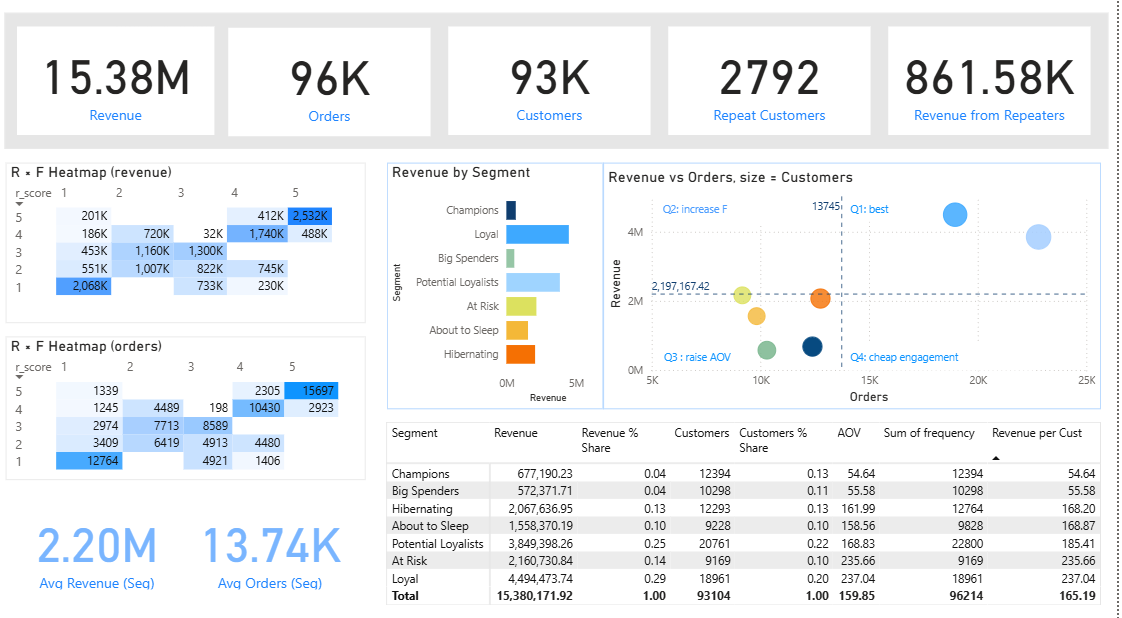 15.38M 96K 93K 2792 861.58K
Revenue Orders Customers Repeat Customers Revenue from Repeaters
R × F Heatmap (revenue)
r_score 1 2 3 4 5
5 201K 412K 2,532K
4 186K 720K 32K 1,740K 488K
3 453K 1,160K 1,300K
2 551K 1,007K 822K 745K
1 2,068K 733K 230K
R × F Heatmap (orders)
r_score 1 2 3 4 5
5 1339 2305 15697
4 1245 4489 198 10430 2923
3 2974 7713 8589
2 3409 6419 4913 4480
1 12764 4921 1406
2.20M 13.74K
Avg Revenue (Seg) Avg Orders (Seg)
Revenue by Segment
Segment
Champions
Loyal
Big Spenders
Potential Loyalists
At Risk
About to Sleep
Hibernating
0M 5M
Revenue
Revenue vs Orders, size = Customers
Q2: increase F 13745 Q1: best
Revenue
4M
2,197,167.42
2M
Q3 : raise AOV Q4: cheap engagement
0M
5K 10K 15K 20K 25K
Orders
Segment Revenue Revenue % Share Customers Customers % Share AOV Sum of frequency Revenue per Cust
Champions 677,190.23 0.04 12394 0.13 54.64 12394 54.64
Big Spenders 572,371.71 0.04 10298 0.11 55.58 10298 55.58
Hibernating 2,067,636.95 0.13 12293 0.13 161.99 12764 168.20
About to Sleep 1,558,370.19 0.10 9228 0.10 158.56 9828 168.87
Potential Loyalists 3,849,398.26 0.25 20761 0.22 168.83 22800 185.41
At Risk 2,160,730.84 0.14 9169 0.10 235.66 9169 235.66
Loyal 4,494,473.74 0.29 18961 0.20 237.04 18961 237.04
Total 15,380,171.92 1.00 93104 1.00 159.85 96214 165.19